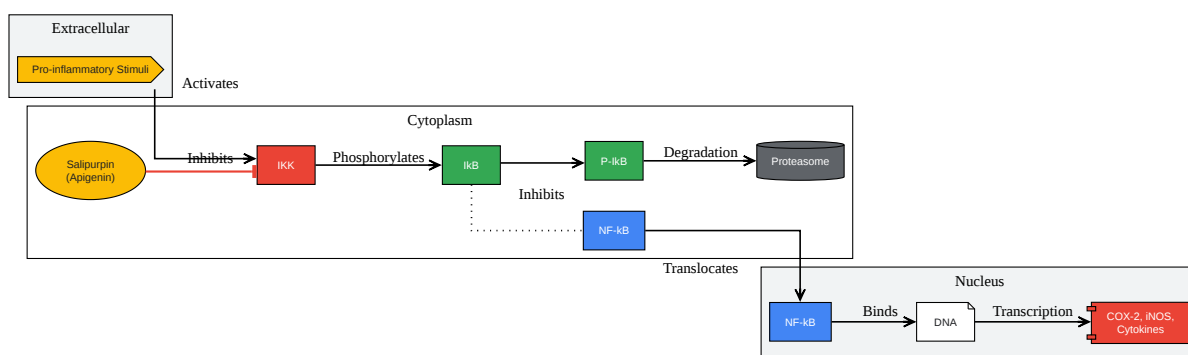 Extracellular
Pro-inflammatory Stimuli
Activates
Cytoplasm
Salipurpin
(Apigenin)
Inhibits
IKK
Phosphorylates
IkB
P-IkB
Degradation
Proteasome
Inhibits
NF-kB
Translocates
Nucleus
NF-kB
Binds
DNA
Transcription
COX-2, iNOS,
Cytokines